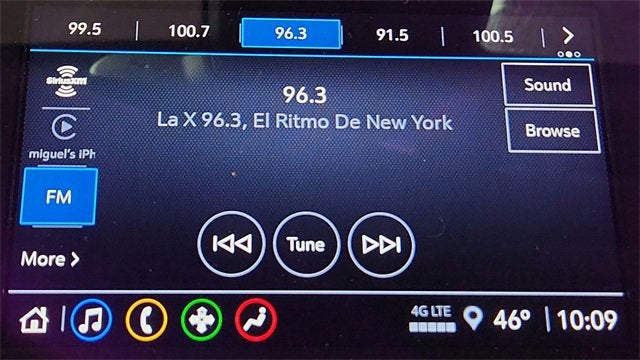 99.5 | 100.7 | 96.3 | 91.5 | 100.5 | >
SiriusXM
96.3
Sound
La X 96.3, El Ritmo De New York
Browse
miguel's iPh
FM
Tune
More >
4G LTE 46° | 10:09